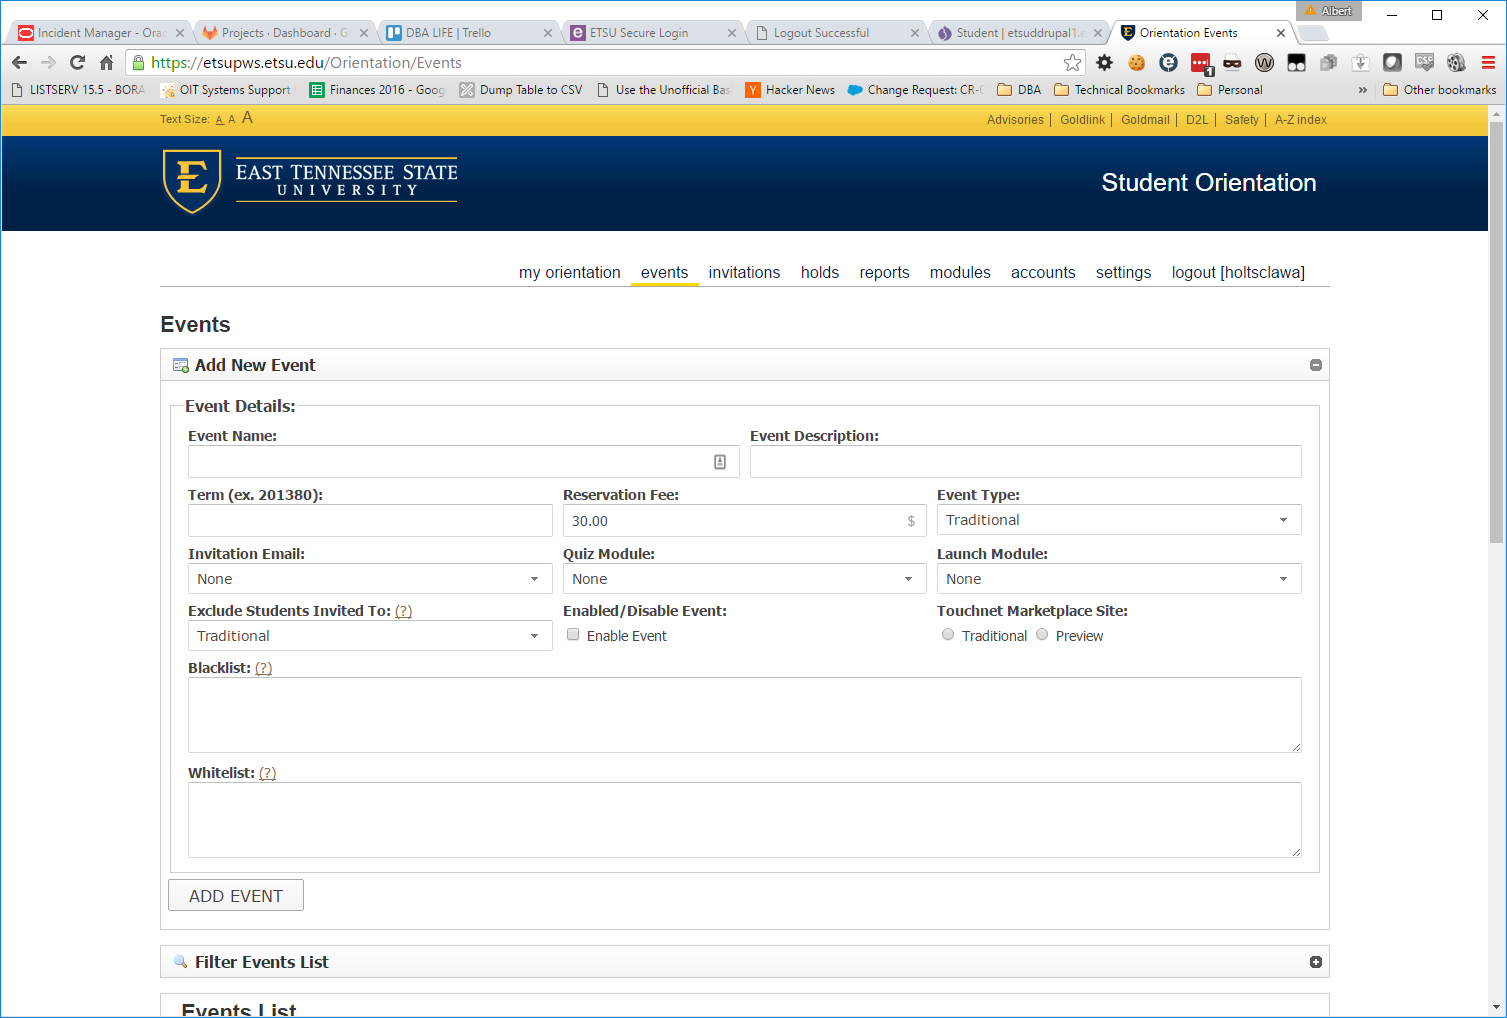 Albert
Incident Manager - Orac
Projects · Dashboard · G
DBA LIFE | Trello
ETSU Secure Login
Logout Successful
Student | etsuddrupal1.e
Orientation Events
https://etsupws.etsu.edu/Orientation/Events
LISTSERV 15.5 - BORA
OIT Systems Support
Finances 2016 - Goog
Dump Table to CSV
Use the Unofficial Bas
Hacker News
Change Request: CR-0
DBA
Technical Bookmarks
Personal
»
Other bookmarks
Text Size: A A A
Advisories | Goldlink | Goldmail | D2L | Safety | A-Z index
E EAST TENNESSEE STATE
UNIVERSITY
Student Orientation
my orientation events invitations holds reports modules accounts settings logout [holtsclawa]
Events
Add New Event
Event Details:
Event Name: Event Description:
Term (ex. 201380): Reservation Fee: Event Type:
30.00 $ Traditional
Invitation Email: Quiz Module: Launch Module:
None None None
Exclude Students Invited To: (?) Enabled/Disable Event: Touchnet Marketplace Site:
Traditional Enable Event Traditional Preview
Blacklist: (?)
Whitelist: (?)
ADD EVENT
Filter Events List
Events List